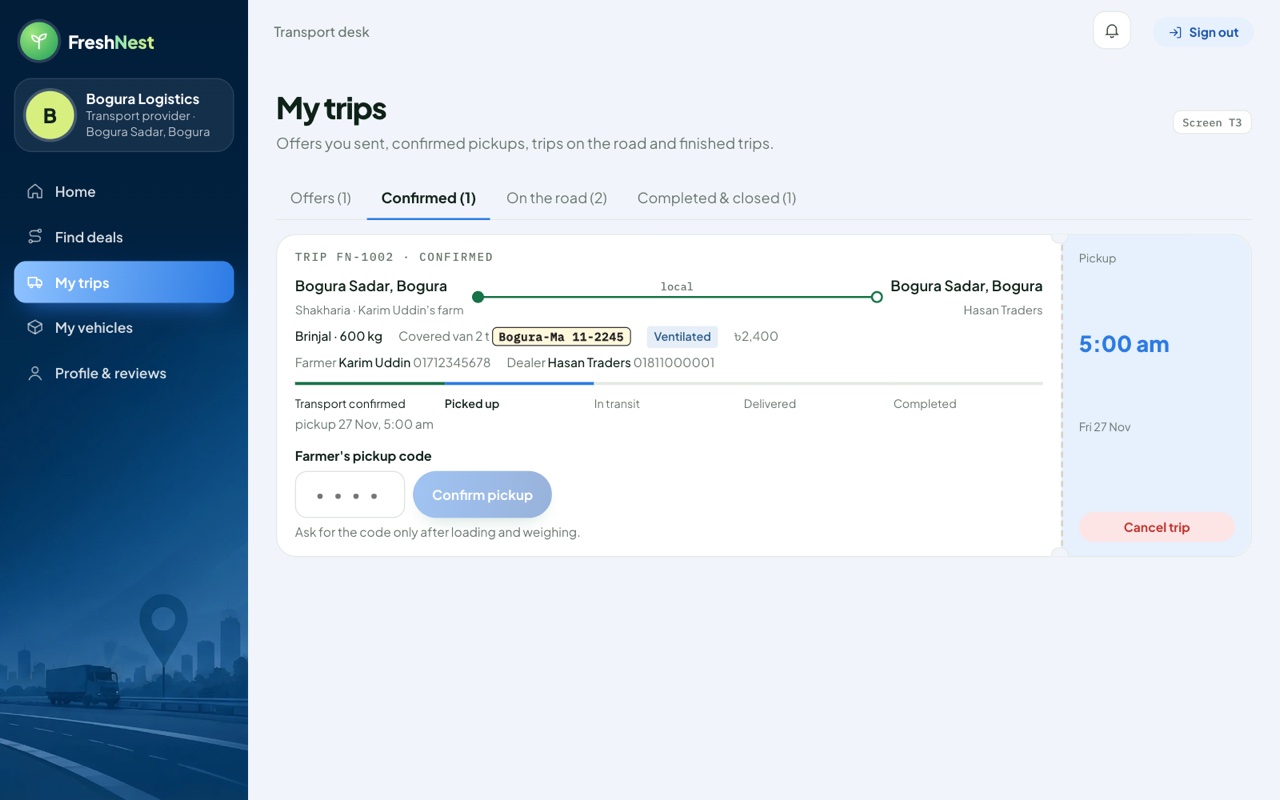 FreshNest
B
Bogura Logistics
Transport provider ·
Bogura Sadar, Bogura
Home
Find deals
My trips
My vehicles
Profile & reviews
Transport desk
Sign out
My trips
Offers you sent, confirmed pickups, trips on the road and finished trips.
Screen T3
Offers (1) Confirmed (1) On the road (2) Completed & closed (1)
TRIP FN-1002 · CONFIRMED
Bogura Sadar, Bogura local Bogura Sadar, Bogura
Shakharia · Karim Uddin's farm Hasan Traders
Brinjal · 600 kg Covered van 2 t Bogura-Ma 11-2245 Ventilated ৳2,400
Farmer Karim Uddin 01712345678 Dealer Hasan Traders 01811000001
Transport confirmed Picked up In transit Delivered Completed
pickup 27 Nov, 5:00 am
Farmer's pickup code
• • • • Confirm pickup
Ask for the code only after loading and weighing.
Pickup
5:00 am
Fri 27 Nov
Cancel trip